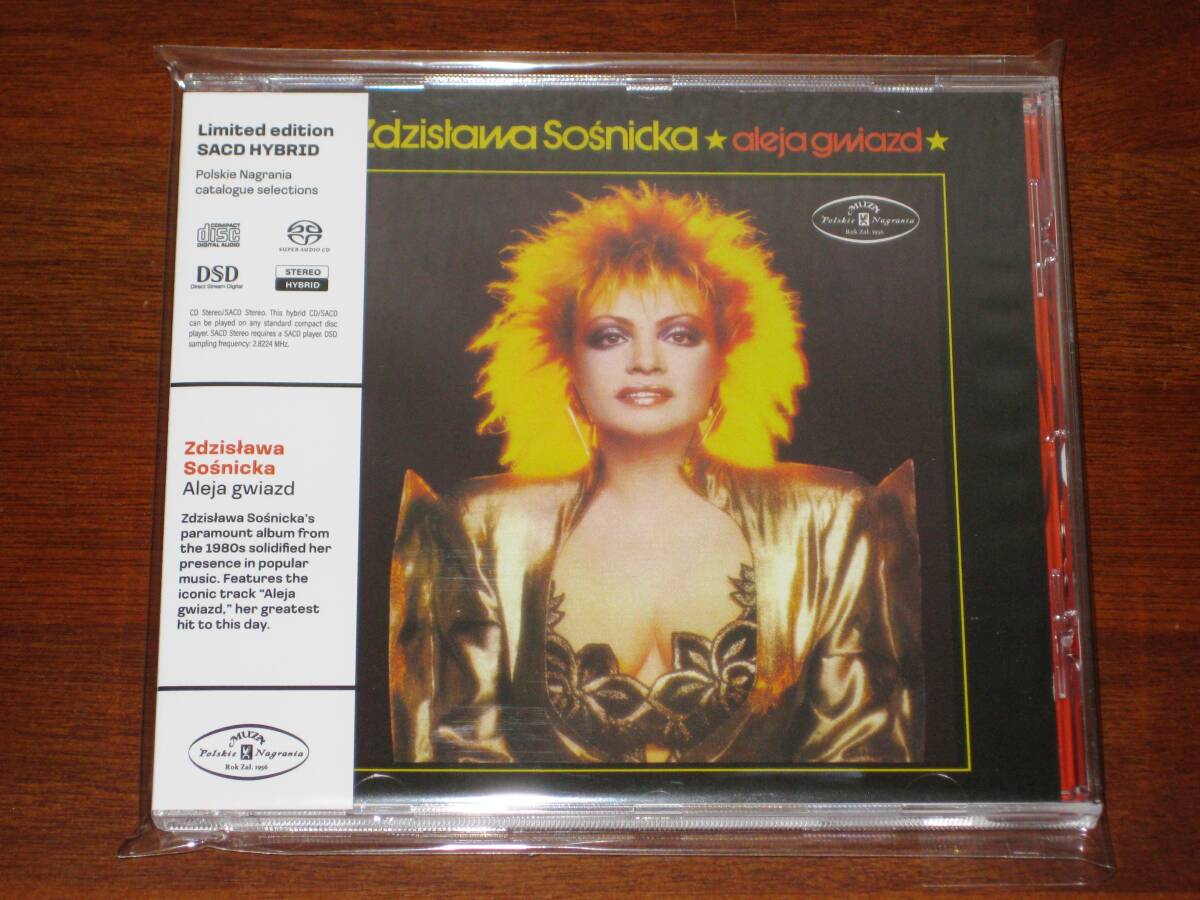 Limited edition
SACD HYBRID
Polskie Nagrania
catalogue selections
COMPACT
disc
DIGITAL AUDIO
SUPER AUDIO CD
DSD
Direct Stream Digital
STEREO
HYBRID
CD Stereo/SACD Stereo. This hybrid CD/SACD
can be played on any standard compact disc
player. SACD Stereo requires a SACD player. DSD
sampling frequency: 2.8224 MHz.
Zdzisława
Sośnicka
Aleja gwiazd
Zdzisława Sośnicka's
paramount album from
the 1980s solidified her
presence in popular
music. Features the
iconic track “Aleja
gwiazd,” her greatest
hit to this day.
MUZA
Polskie Nagrania
Rok Zał. 1956
Zdzisława Sośnicka ★ aleja gwiazd ★
MUZA
Polskie Nagrania
Rok Zał. 1956